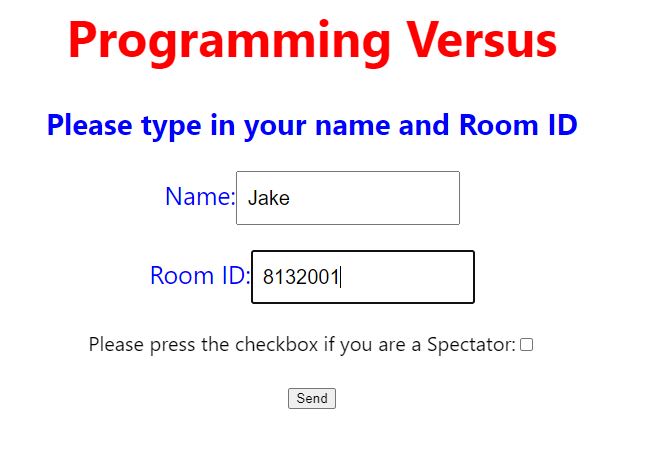 Programming Versus
Please type in your name and Room ID
Name: Jake
Room ID: 8132001
Please press the checkbox if you are a Spectator:
Send